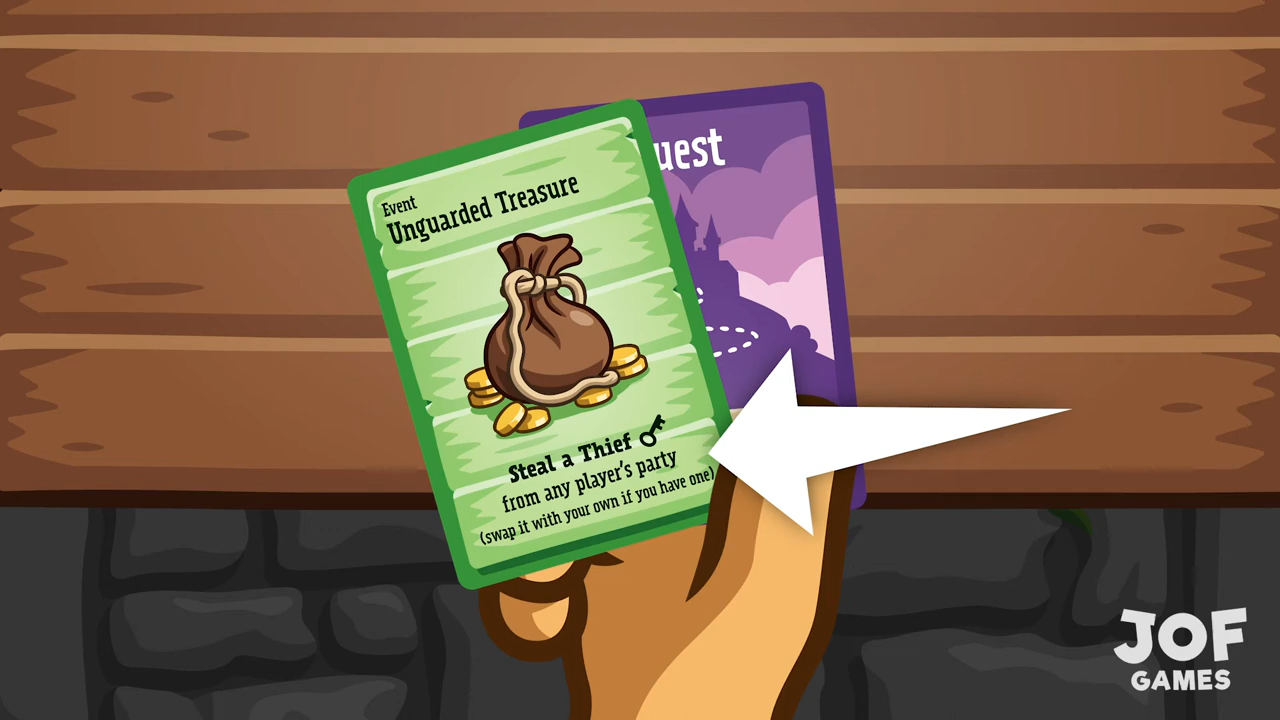 Event
Unguarded Treasure
Steal a Thief
from any player's party
(swap it with your own if you have one)
uest
JOF
GAMES